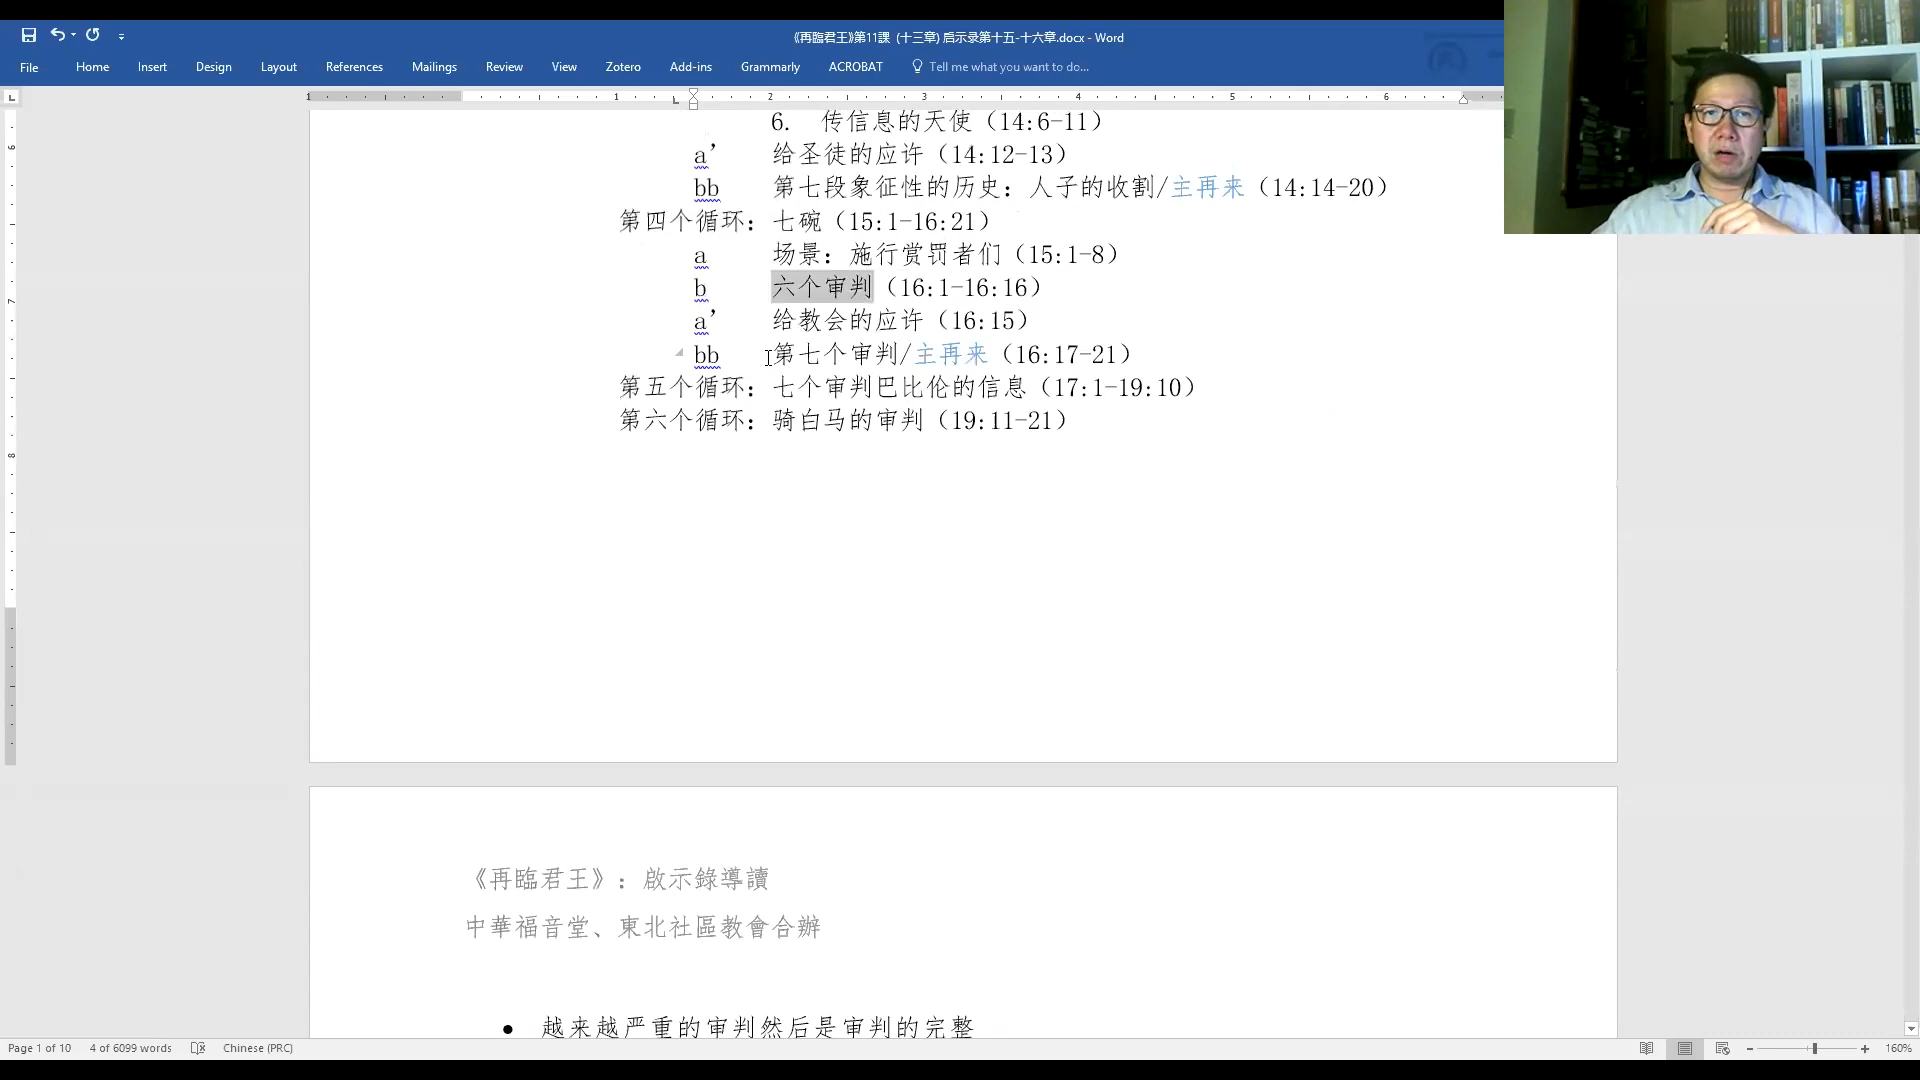 《再臨君王》第11課 (十三章) 启示录第十五-十六章.docx - Word
File Home Insert Design Layout References Mailings Review View Zotero Add-ins Grammarly ACROBAT Tell me what you want to do...
1 1 2 3 4 5 6
6. 传信息的天使（14:6-11）
a’ 给圣徒的应许（14:12-13）
bb 第七段象征性的历史：人子的收割/主再来（14:14-20）
第四个循环：七碗（15:1-16:21）
a 场景：施行赏罚者们（15:1-8）
b 六个审判（16:1-16:16）
a’ 给教会的应许（16:15）
bb 第七个审判/主再来（16:17-21）
第五个循环：七个审判巴比伦的信息（17:1-19:10）
第六个循环：骑白马的审判（19:11-21）
6
7
8
《再臨君王》：啟示錄導讀
中華福音堂、東北社區教會合辦
• 越来越严重的审判然后是审判的完整
Page 1 of 10 4 of 6099 words Chinese (PRC) 160%